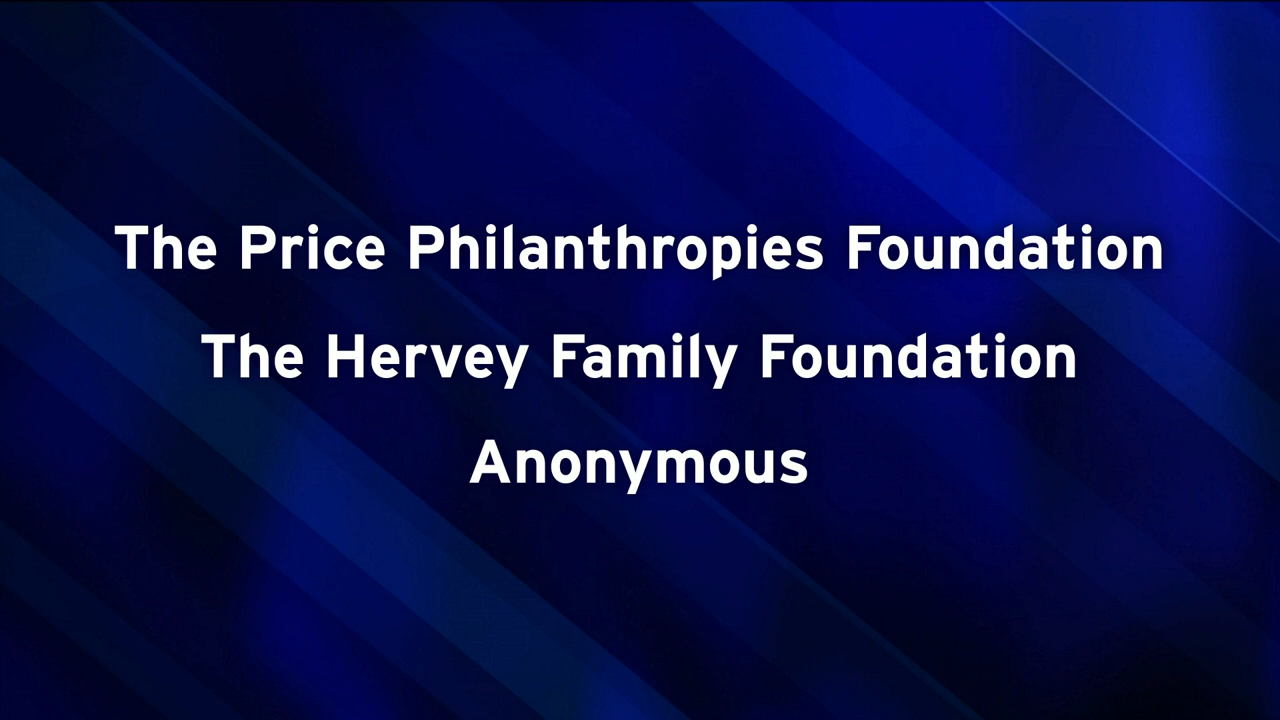 The Price Philanthropies Foundation
The Hervey Family Foundation
Anonymous